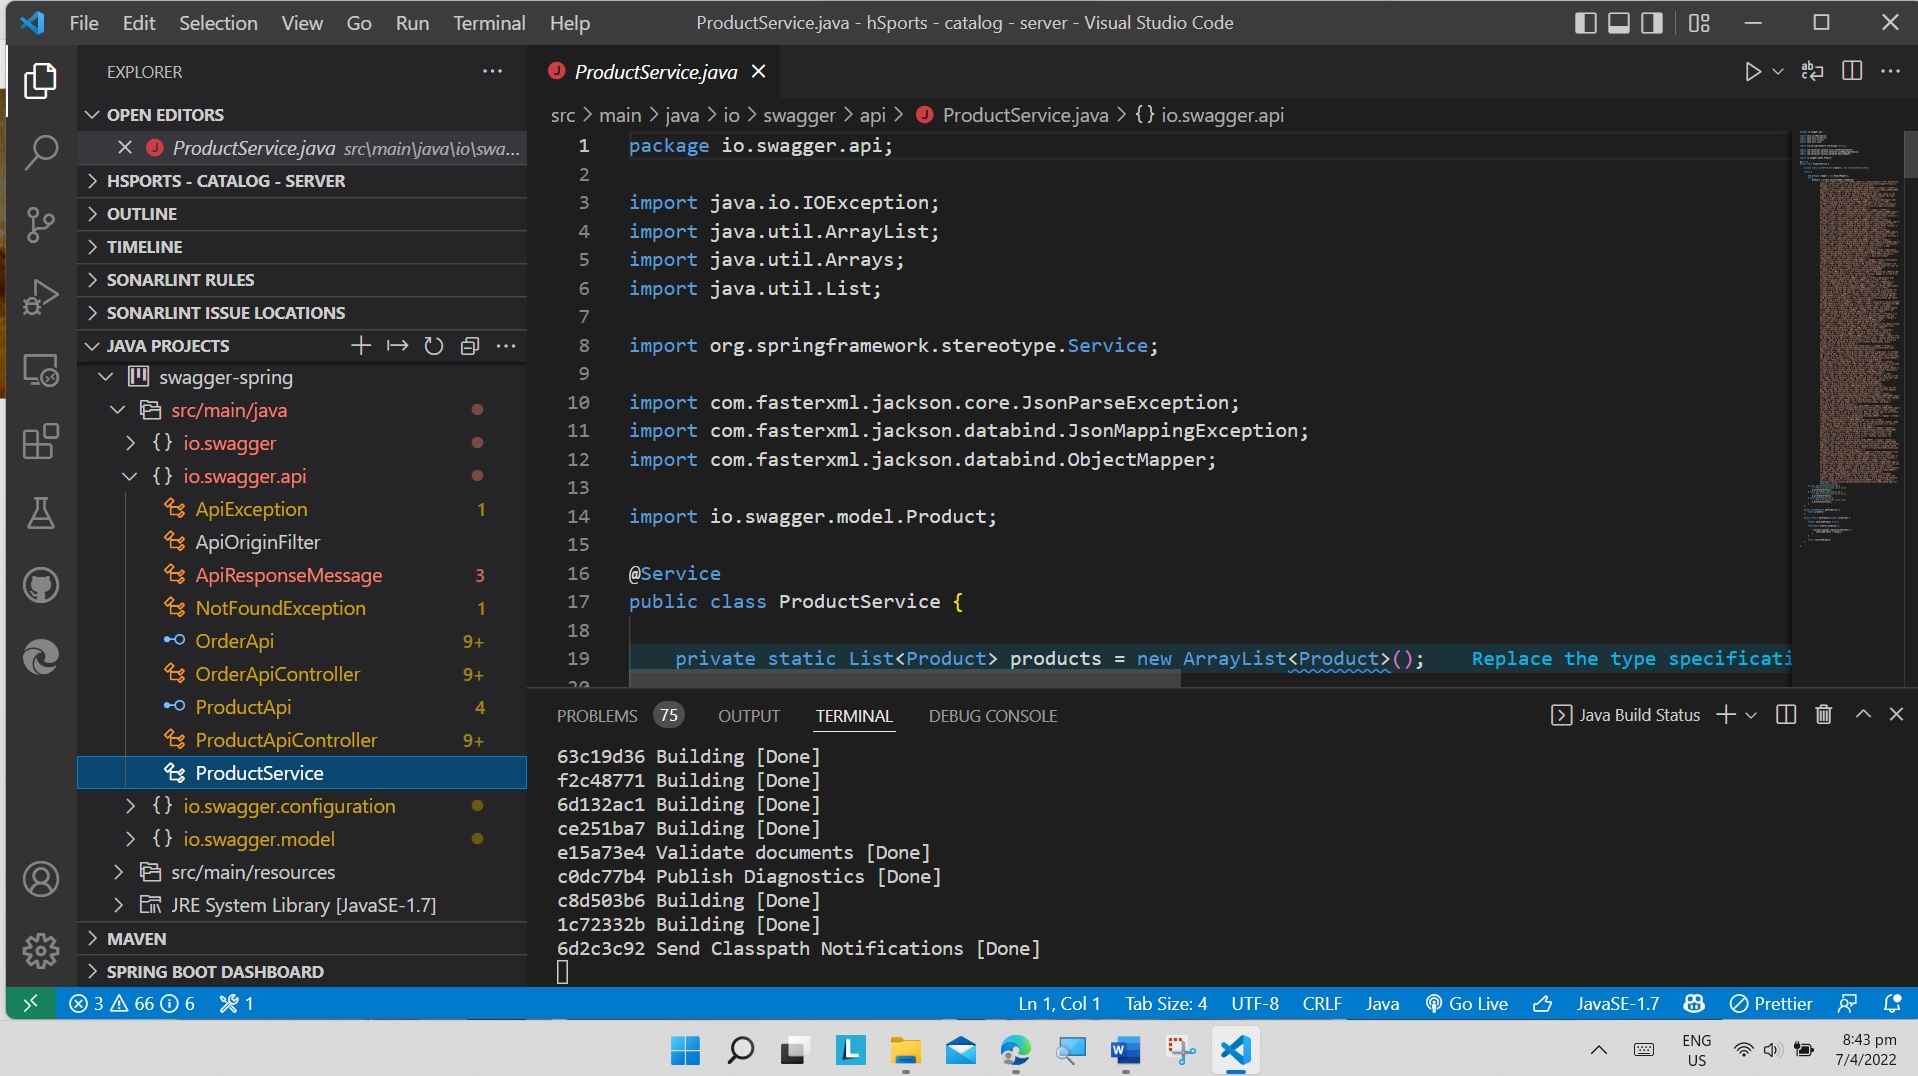 File Edit Selection View Go Run Terminal Help
ProductService.java - hSports - catalog - server - Visual Studio Code
EXPLORER
OPEN EDITORS
ProductService.java src\main\java\io\swa...
HSPORTS - CATALOG - SERVER
OUTLINE
TIMELINE
SONARLINT RULES
SONARLINT ISSUE LOCATIONS
JAVA PROJECTS
swagger-spring
src/main/java
{} io.swagger
{} io.swagger.api
ApiException 1
ApiOriginFilter
ApiResponseMessage 3
NotFoundException 1
OrderApi 9+
OrderApiController 9+
ProductApi 4
ProductApiController 9+
ProductService
{} io.swagger.configuration
{} io.swagger.model
src/main/resources
JRE System Library [JavaSE-1.7]
MAVEN
SPRING BOOT DASHBOARD
J ProductService.java
src > main > java > io > swagger > api > J ProductService.java > {} io.swagger.api
1 package io.swagger.api;
2
3 import java.io.IOException;
4 import java.util.ArrayList;
5 import java.util.Arrays;
6 import java.util.List;
7
8 import org.springframework.stereotype.Service;
9
10 import com.fasterxml.jackson.core.JsonParseException;
11 import com.fasterxml.jackson.databind.JsonMappingException;
12 import com.fasterxml.jackson.databind.ObjectMapper;
13
14 import io.swagger.model.Product;
15
16 @Service
17 public class ProductService {
18
19 private static List<Product> products = new ArrayList<Product>(); Replace the type specificati
20
PROBLEMS 75 OUTPUT TERMINAL DEBUG CONSOLE
Java Build Status
63c19d36 Building [Done]
f2c48771 Building [Done]
6d132ac1 Building [Done]
ce251ba7 Building [Done]
e15a73e4 Validate documents [Done]
c0dc77b4 Publish Diagnostics [Done]
c8d503b6 Building [Done]
1c72332b Building [Done]
6d2c3c92 Send Classpath Notifications [Done]
3 66 6 1
Ln 1, Col 1 Tab Size: 4 UTF-8 CRLF Java Go Live JavaSE-1.7 Prettier
ENG
US
8:43 pm
7/4/2022